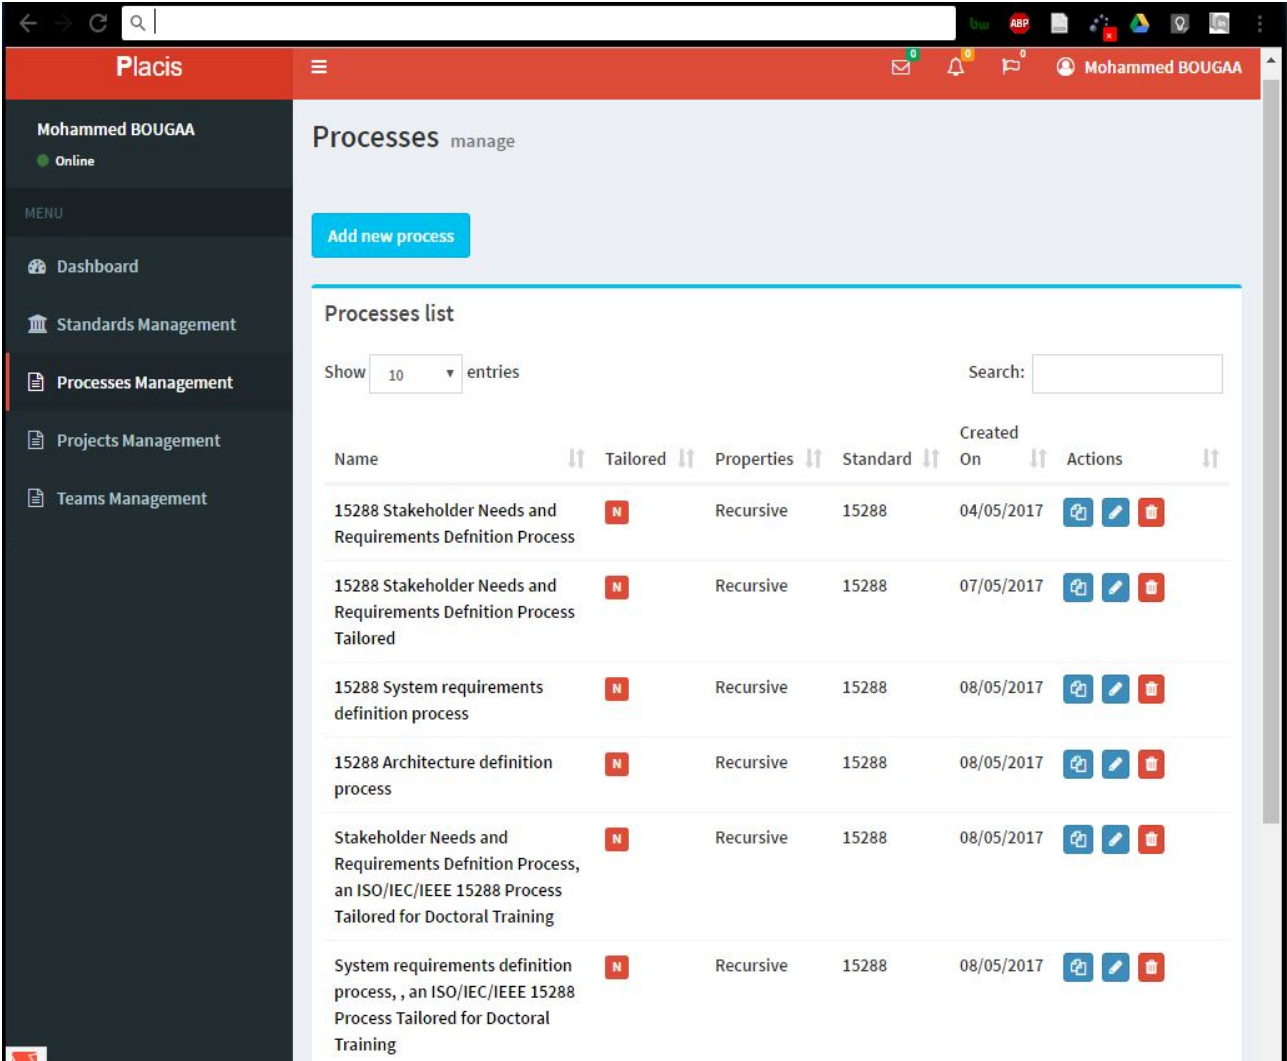 bw ABP in
Placis
0 0 0 Mohammed BOUGAA
Mohammed BOUGAA
Online
MENU
Dashboard
Standards Management
Processes Management
Projects Management
Teams Management
Processes manage
Add new process
Processes list
Show 10 entries Search:
Created
Name Tailored Properties Standard On Actions
15288 Stakeholder Needs and N Recursive 15288 04/05/2017
Requirements Defnition Process
15288 Stakeholder Needs and N Recursive 15288 07/05/2017
Requirements Defnition Process
Tailored
15288 System requirements N Recursive 15288 08/05/2017
definition process
15288 Architecture definition N Recursive 15288 08/05/2017
process
Stakeholder Needs and N Recursive 15288 08/05/2017
Requirements Defnition Process,
an ISO/IEC/IEEE 15288 Process
Tailored for Doctoral Training
System requirements definition N Recursive 15288 08/05/2017
process, , an ISO/IEC/IEEE 15288
Process Tailored for Doctoral
Training